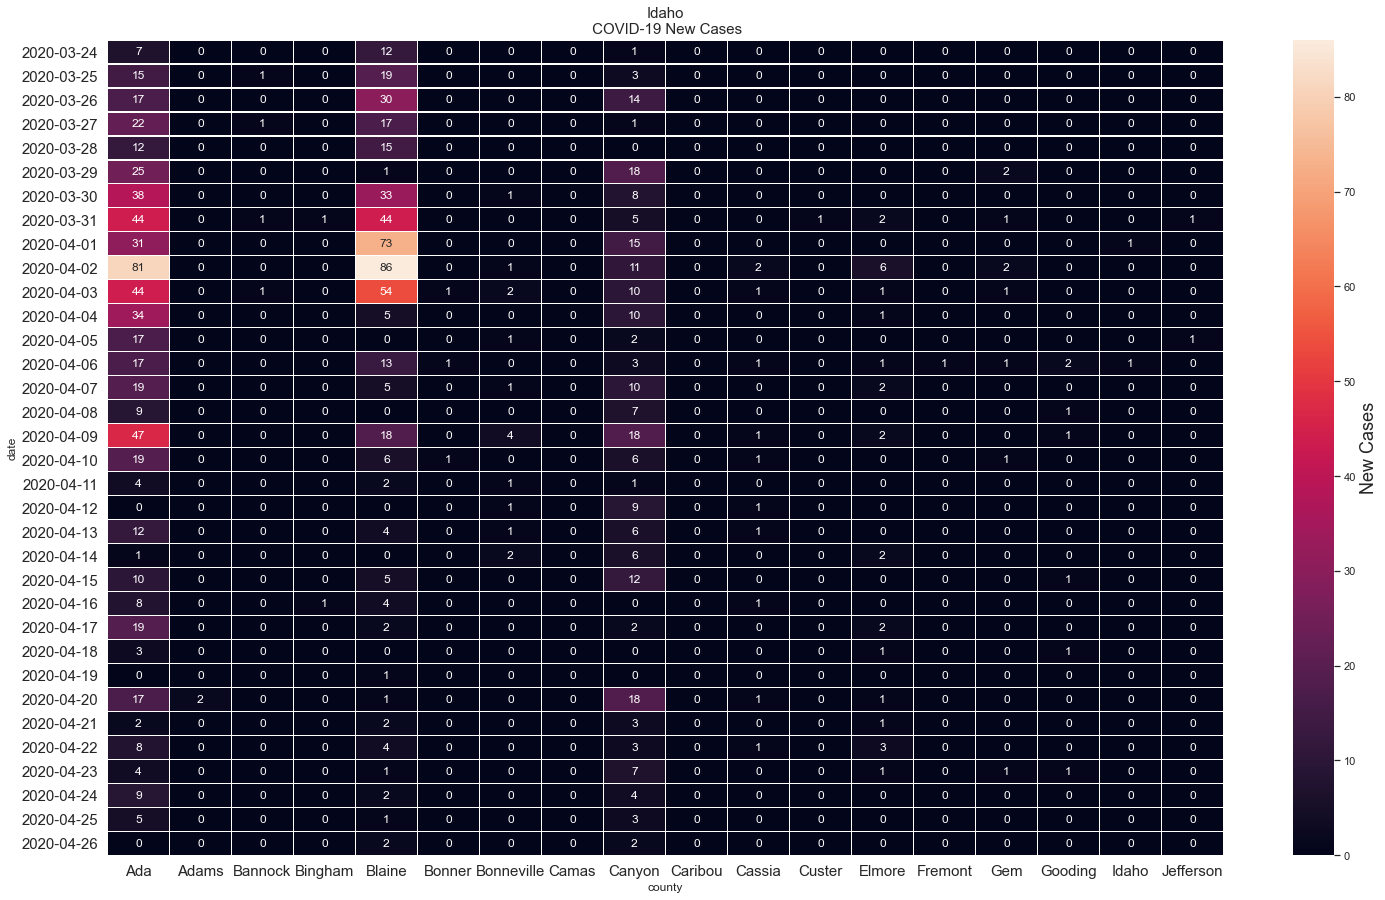 Idaho
COVID-19 New Cases
2020-03-24 7 0 0 0 12 0 0 0 1 0 0 0 0 0 0 0 0 0
2020-03-25 15 0 1 0 19 0 0 0 3 0 0 0 0 0 0 0 0 0
2020-03-26 17 0 0 0 30 0 0 0 14 0 0 0 0 0 0 0 0 0
2020-03-27 22 0 1 0 17 0 0 0 1 0 0 0 0 0 0 0 0 0
2020-03-28 12 0 0 0 15 0 0 0 0 0 0 0 0 0 0 0 0 0
2020-03-29 25 0 0 0 1 0 0 0 18 0 0 0 0 0 2 0 0 0
2020-03-30 38 0 0 0 33 0 1 0 8 0 0 0 0 0 0 0 0 0
2020-03-31 44 0 1 1 44 0 0 0 5 0 0 1 2 0 1 0 0 1
2020-04-01 31 0 0 0 73 0 0 0 15 0 0 0 0 0 0 0 1 0
2020-04-02 81 0 0 0 86 0 1 0 11 0 2 0 6 0 2 0 0 0
2020-04-03 44 0 1 0 54 1 2 0 10 0 1 0 1 0 1 0 0 0
2020-04-04 34 0 0 0 5 0 0 0 10 0 0 0 1 0 0 0 0 0
2020-04-05 17 0 0 0 0 0 1 0 2 0 0 0 0 0 0 0 0 1
2020-04-06 17 0 0 0 13 1 0 0 3 0 1 0 1 1 1 2 1 0
2020-04-07 19 0 0 0 5 0 1 0 10 0 0 0 2 0 0 0 0 0
2020-04-08 9 0 0 0 0 0 0 0 7 0 0 0 0 0 0 1 0 0
2020-04-09 47 0 0 0 18 0 4 0 18 0 1 0 2 0 0 1 0 0
2020-04-10 19 0 0 0 6 1 0 0 6 0 1 0 0 0 1 0 0 0
2020-04-11 4 0 0 0 2 0 1 0 1 0 0 0 0 0 0 0 0 0
2020-04-12 0 0 0 0 0 0 1 0 9 0 1 0 0 0 0 0 0 0
2020-04-13 12 0 0 0 4 0 1 0 6 0 1 0 0 0 0 0 0 0
2020-04-14 1 0 0 0 0 0 2 0 6 0 0 0 2 0 0 0 0 0
2020-04-15 10 0 0 0 5 0 0 0 12 0 0 0 0 0 0 1 0 0
2020-04-16 8 0 0 1 4 0 0 0 0 0 1 0 0 0 0 0 0 0
2020-04-17 19 0 0 0 2 0 0 0 2 0 0 0 2 0 0 0 0 0
2020-04-18 3 0 0 0 0 0 0 0 0 0 0 0 1 0 0 1 0 0
2020-04-19 0 0 0 0 1 0 0 0 0 0 0 0 0 0 0 0 0 0
2020-04-20 17 2 0 0 1 0 0 0 18 0 1 0 1 0 0 0 0 0
2020-04-21 2 0 0 0 2 0 0 0 3 0 0 0 1 0 0 0 0 0
2020-04-22 8 0 0 0 4 0 0 0 3 0 1 0 3 0 0 0 0 0
2020-04-23 4 0 0 0 1 0 0 0 7 0 0 0 1 0 1 1 0 0
2020-04-24 9 0 0 0 2 0 0 0 4 0 0 0 0 0 0 0 0 0
2020-04-25 5 0 0 0 1 0 0 0 3 0 0 0 0 0 0 0 0 0
2020-04-26 0 0 0 0 2 0 0 0 2 0 0 0 0 0 0 0 0 0
Ada Adams Bannock Bingham Blaine Bonner Bonneville Camas Canyon Caribou Cassia Custer Elmore Fremont Gem Gooding Idaho Jefferson
county
date
80
70
60
50
40
30
20
10
0
New Cases